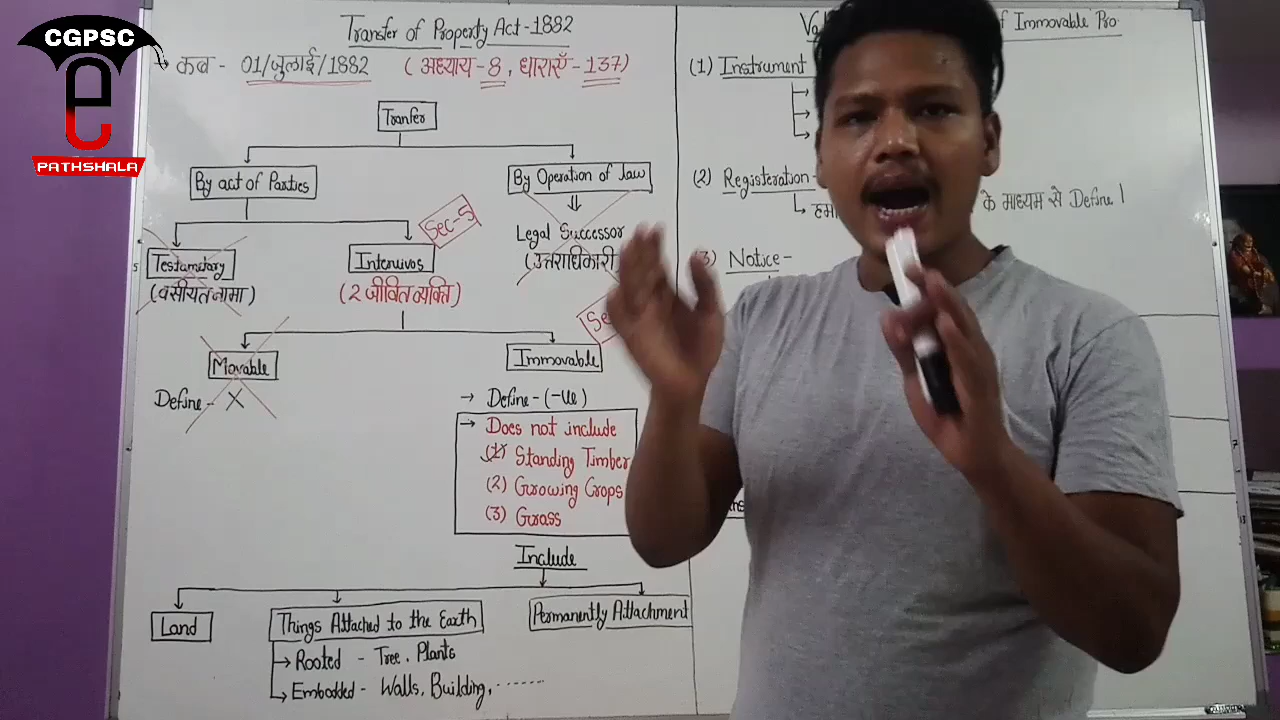 CGPSC
e
PATHSHALA
Transfer of Property Act-1882
कब - 01/जुलाई/1882 (अध्याय-8, धाराएँ-137)
Tranfer
By act of Parties
By Operation of law
Legal Successor
(उत्तराधिकारी
Sec-5
Testamentary
(वसीयतनामा)
Intervivos
(2 जीवित व्यक्ति)
Movable
Define - X
Immovable
→ Define - (-Ve)
→ Does not include
(1) Standing Timber
(2) Growing Crops
(3) Grass
Include
Land
Things Attached to the Earth
→ Rooted - Tree, Plants
→ Embedded - Walls, Building, .......
Permanently Attachment
of Immovable Pro.
(1) Instrument
(2) Registeration-
के माध्यम से Define |
(3) Notice-